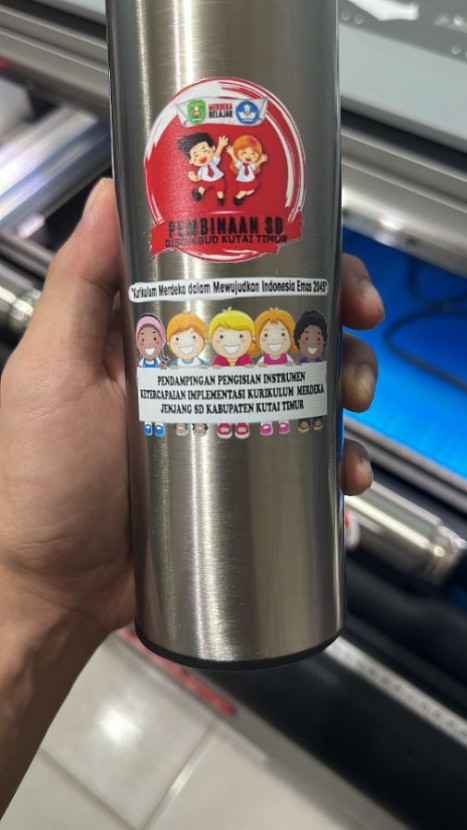 MERDEKA
BELAJAR
PEMBINAAN SD
DISDIKBUD KUTAI TIMUR
"Kurikulum Merdeka dalam Mewujudkan Indonesia Emas 2045"
PENDAMPINGAN PENGISIAN INSTRUMEN
KETERCAPAIAN IMPLEMENTASI KURIKULUM MERDEKA
JENJANG SD KABUPATEN KUTAI TIMUR